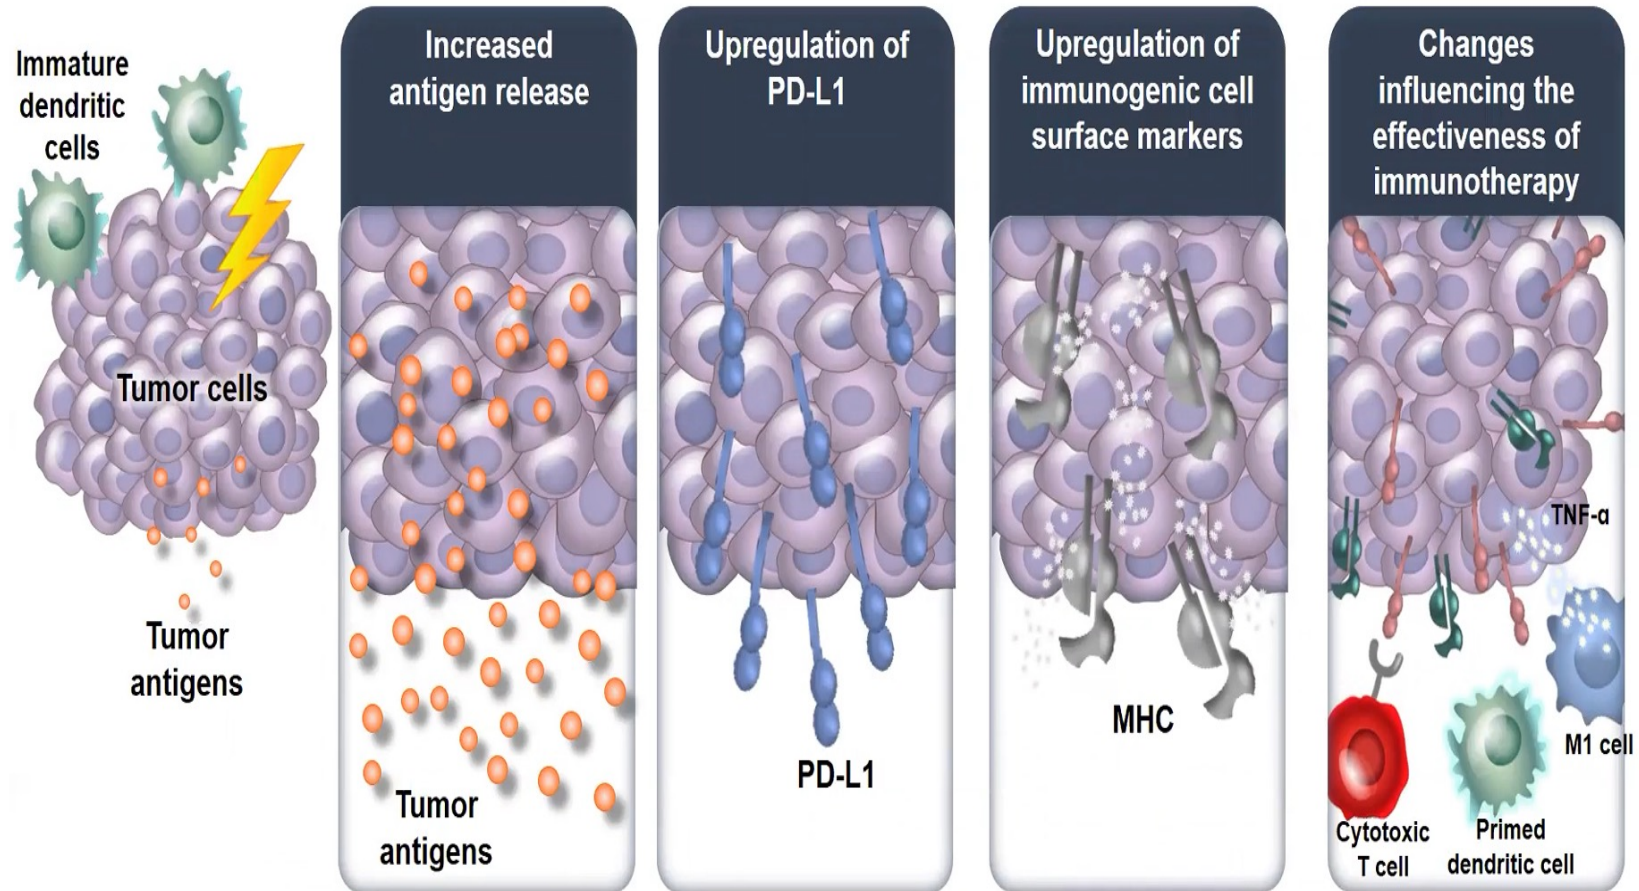 Immature
dendritic
cells
Tumor cells
Tumor
antigens
Increased
antigen release
Tumor
antigens
Upregulation of
PD-L1
PD-L1
Upregulation of
immunogenic cell
surface markers
MHC
Changes
influencing the
effectiveness of
immunotherapy
TNF-α
M1 cell
Cytotoxic
T cell
Primed
dendritic cell